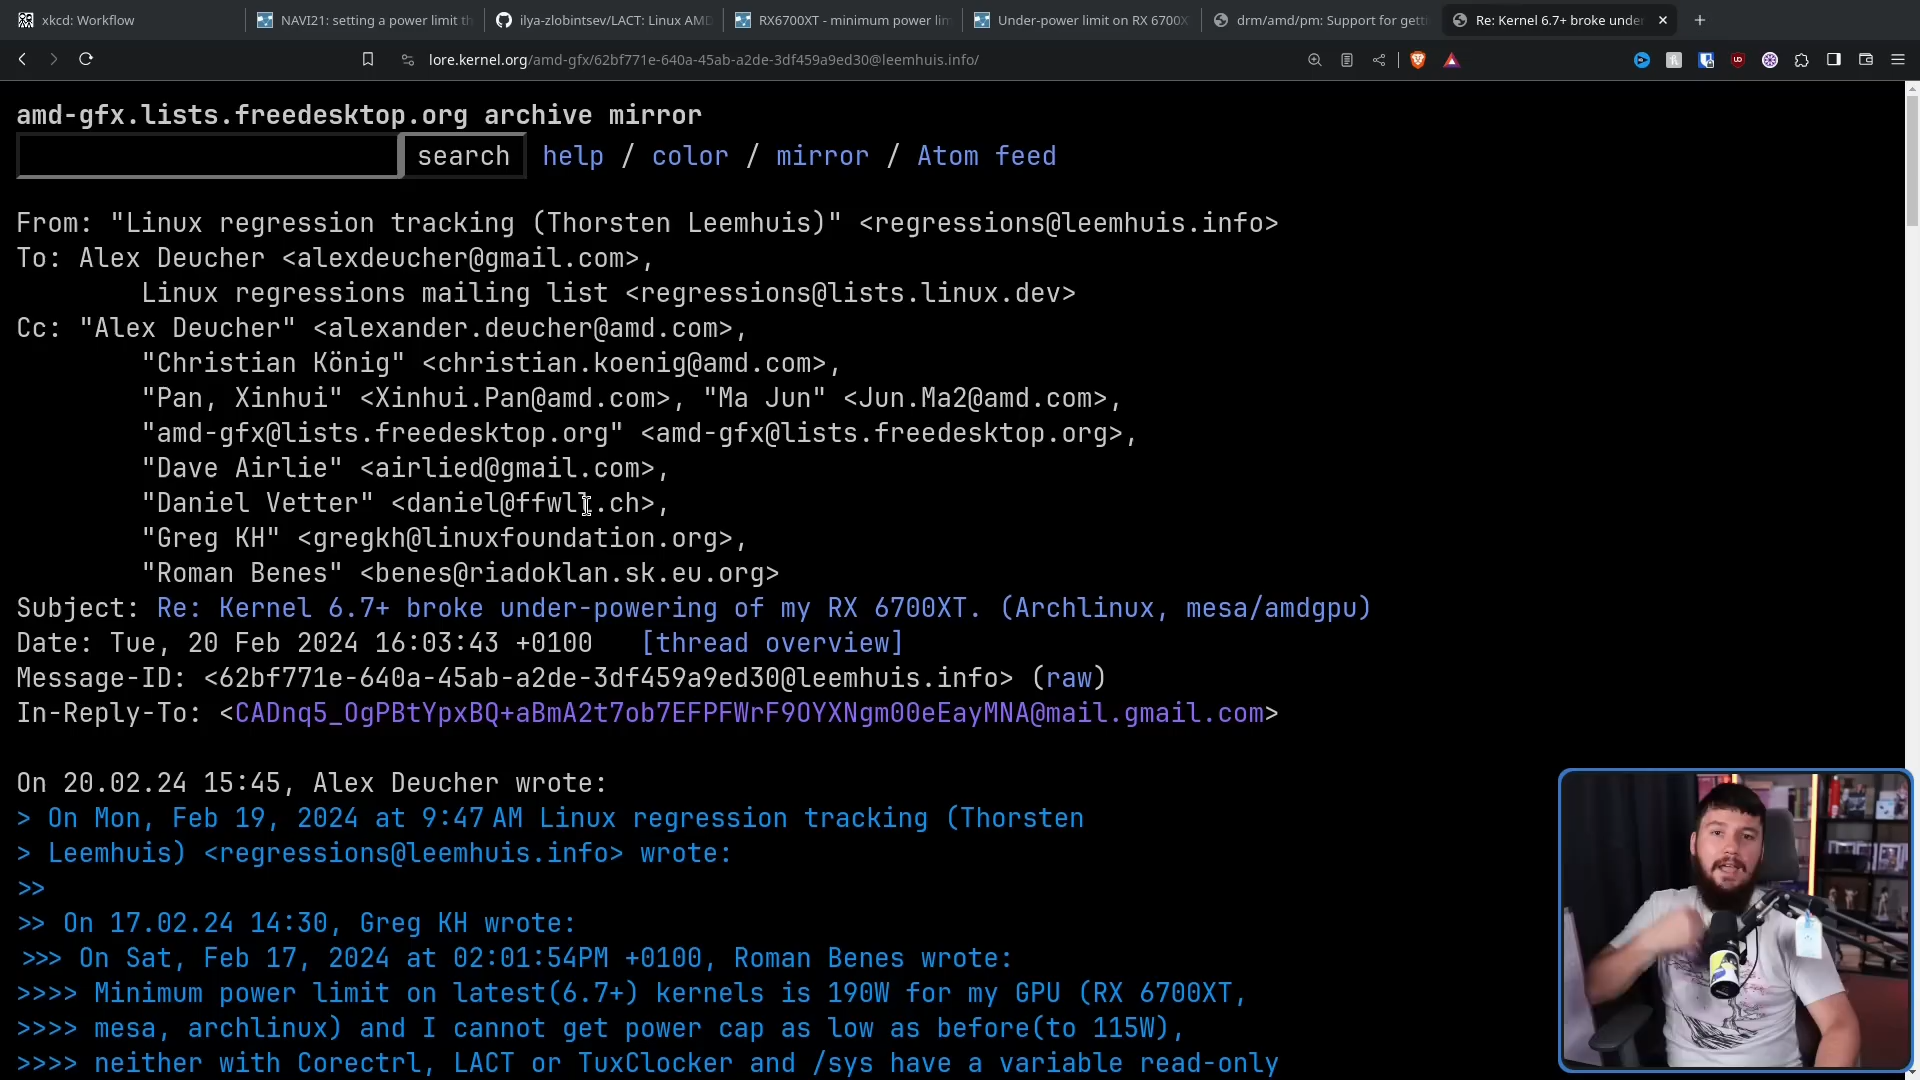 xkcd: Workflow
NAVI21: setting a power limit th
ilya-zlobintsev/LACT: Linux AMD
RX6700XT - minimum power lim
Under-power limit on RX 6700X
drm/amd/pm: Support for getti
Re: Kernel 6.7+ broke under
lore.kernel.org/amd-gfx/62bf771e-640a-45ab-a2de-3df459a9ed30@leemhuis.info/
amd-gfx.lists.freedesktop.org archive mirror
search help / color / mirror / Atom feed
From: "Linux regression tracking (Thorsten Leemhuis)" <regressions@leemhuis.info>
To: Alex Deucher <alexdeucher@gmail.com>,
Linux regressions mailing list <regressions@lists.linux.dev>
Cc: "Alex Deucher" <alexander.deucher@amd.com>,
"Christian König" <christian.koenig@amd.com>,
"Pan, Xinhui" <Xinhui.Pan@amd.com>, "Ma Jun" <Jun.Ma2@amd.com>,
"amd-gfx@lists.freedesktop.org" <amd-gfx@lists.freedesktop.org>,
"Dave Airlie" <airlied@gmail.com>,
"Daniel Vetter" <daniel@ffwll.ch>,
"Greg KH" <gregkh@linuxfoundation.org>,
"Roman Benes" <benes@riadoklan.sk.eu.org>
Subject: Re: Kernel 6.7+ broke under-powering of my RX 6700XT. (Archlinux, mesa/amdgpu)
Date: Tue, 20 Feb 2024 16:03:43 +0100 [thread overview]
Message-ID: <62bf771e-640a-45ab-a2de-3df459a9ed30@leemhuis.info> (raw)
In-Reply-To: <CADnq5_OgPBtYpxBQ+aBmA2t7ob7EFPFWrF9OYXNgm00eEayMNA@mail.gmail.com>
On 20.02.24 15:45, Alex Deucher wrote:
> On Mon, Feb 19, 2024 at 9:47 AM Linux regression tracking (Thorsten
> Leemhuis) <regressions@leemhuis.info> wrote:
>>
>> On 17.02.24 14:30, Greg KH wrote:
>>> On Sat, Feb 17, 2024 at 02:01:54PM +0100, Roman Benes wrote:
>>>> Minimum power limit on latest(6.7+) kernels is 190W for my GPU (RX 6700XT,
>>>> mesa, archlinux) and I cannot get power cap as low as before(to 115W),
>>>> neither with Corectrl, LACT or TuxClocker and /sys have a variable read-only